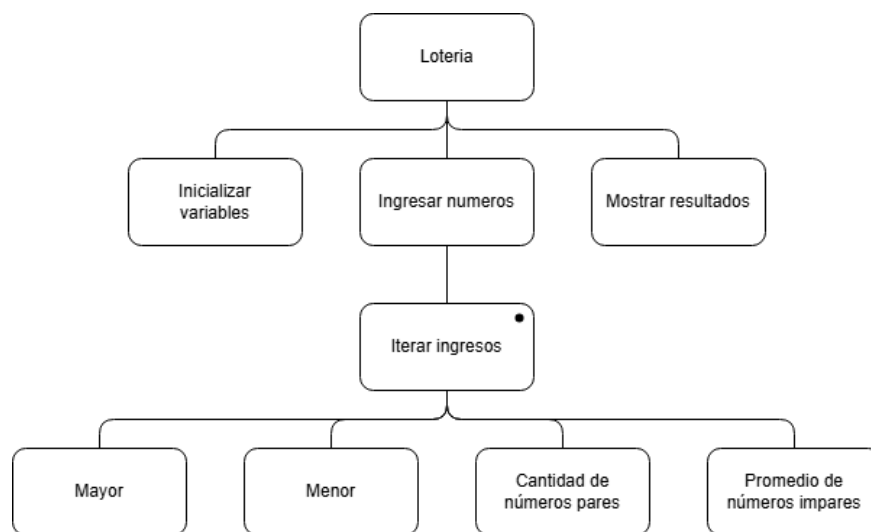 Loteria
Inicializar
variables
Ingresar numeros
Mostrar resultados
Iterar ingresos
Mayor
Menor
Cantidad de
números pares
Promedio de
números impares